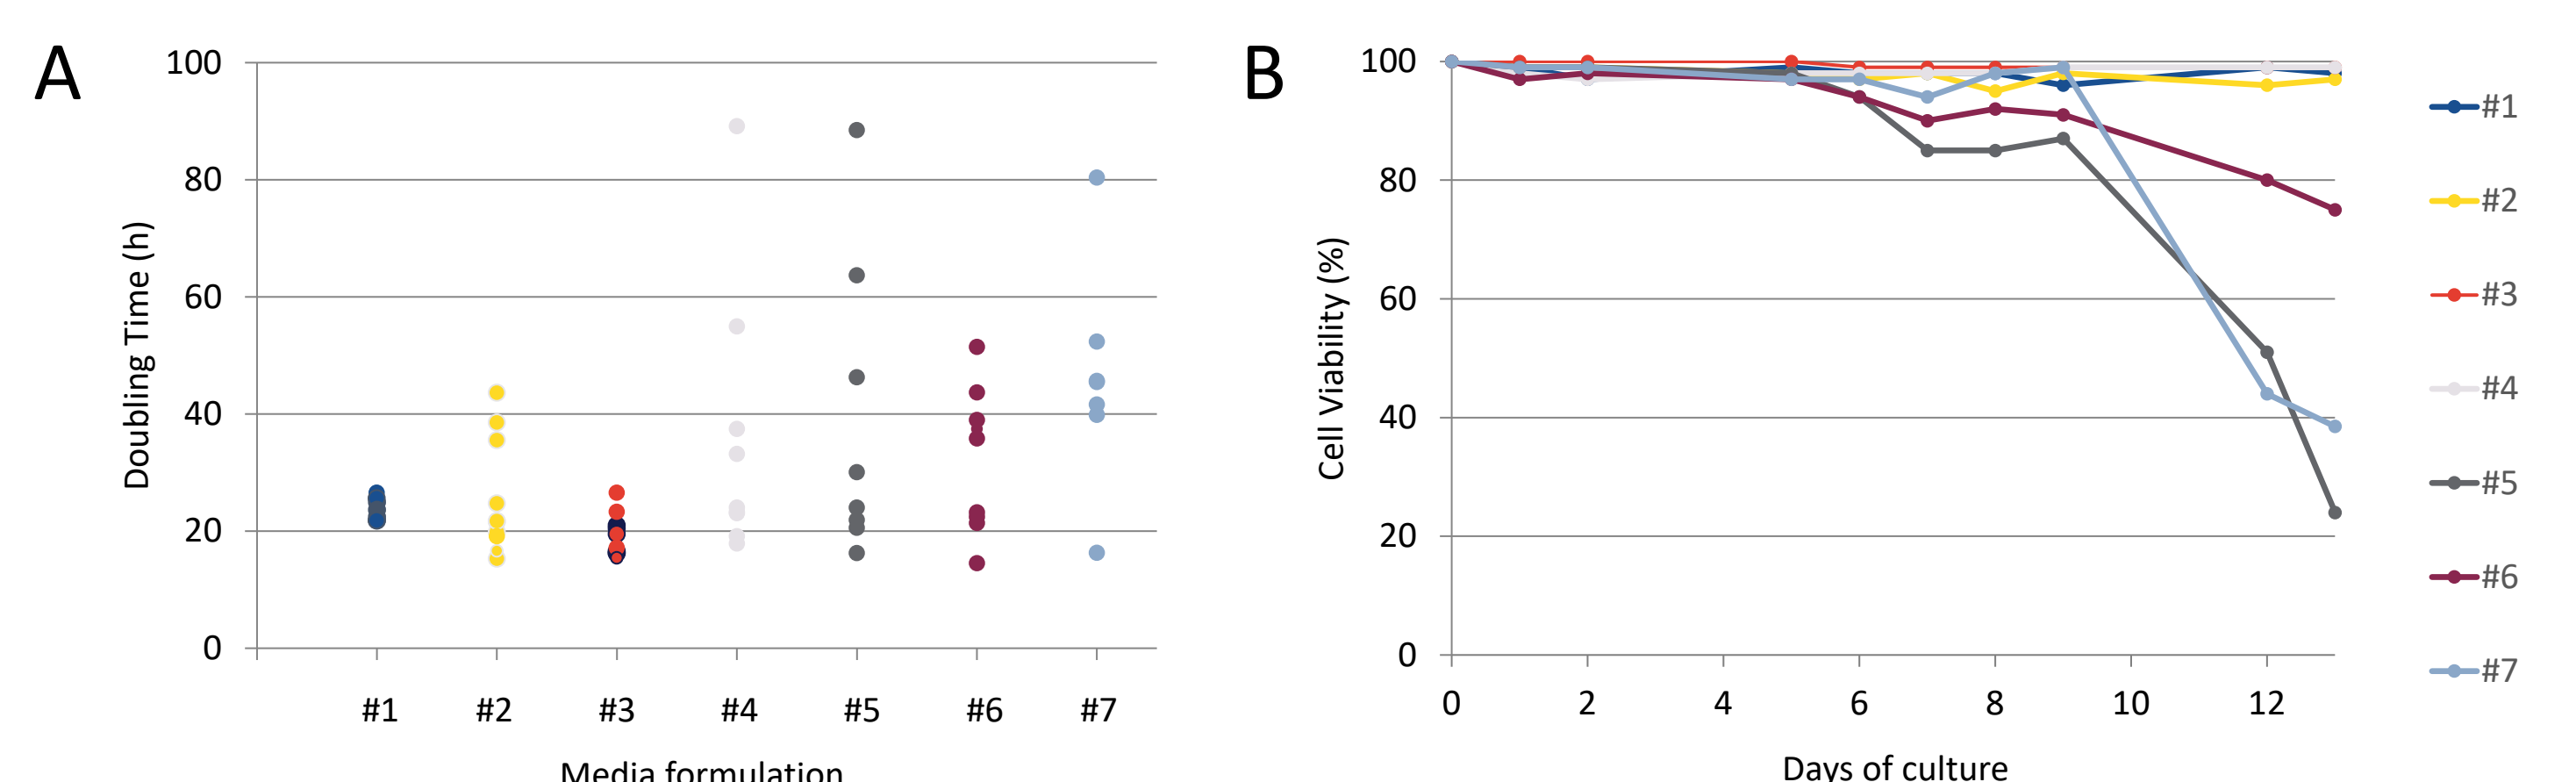 A
100
80
60
40
20
0
Doubling Time (h)
#1 #2 #3 #4 #5 #6 #7
Media formulation
B
100
80
60
40
20
0
Cell Viability (%)
0 2 4 6 8 10 12
Days of culture
#1
#2
#3
#4
#5
#6
#7